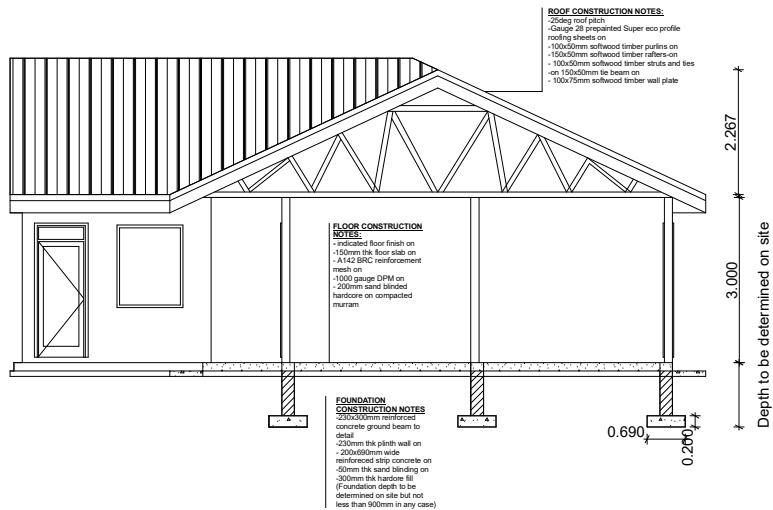 ROOF CONSTRUCTION NOTES:
-25deg roof pitch
-Gauge 28 prepainted Super eco profile
roofing sheets on
-100x50mm softwood timber purlins on
-150x50mm softwood timber rafters-on
- 100x50mm softwood timber struts and ties
-on 150x50mm tie beam on
- 100x75mm softwood timber wall plate
2.267
FLOOR CONSTRUCTION
NOTES:
- indicated floor finish on
-150mm thk floor slab on
- A142 BRC reinforcement
mesh on
-1000 gauge DPM on
- 200mm sand blinded
hardcore on compacted
murram
3.000
Depth to be determined on site
FOUNDATION
CONSTRUCTION NOTES
-230x300mm reinforced
concrete ground beam to
detail
-230mm thk plinth wall on
- 200x690mm wide
reinforeced strip concrete on
-50mm thk sand blinding on
-300mm thk hardore fill
(Foundation depth to be
determined on site but not
less than 900mm in any case)
0.690
0.200